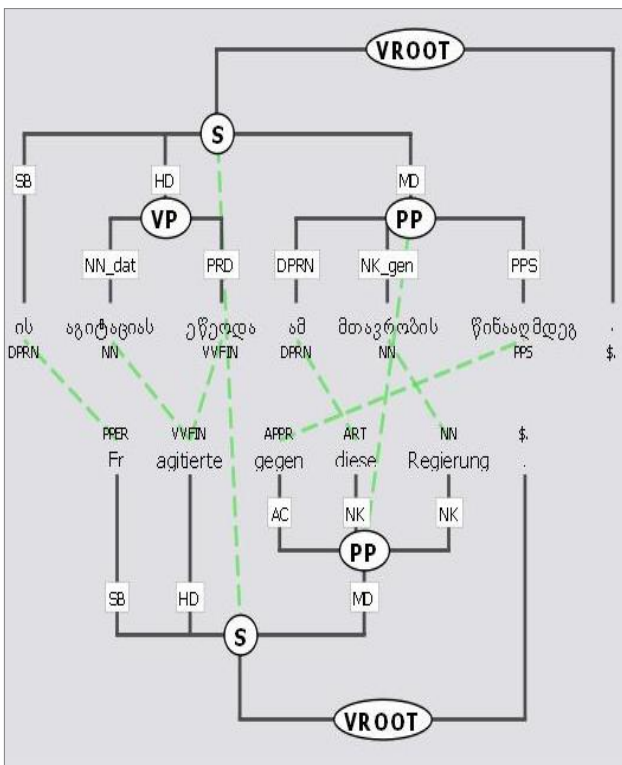 VROOT
S
SB HD MD
VP PP
NN_dat PRD DPRN NK_gen PPS
ის აგიტაციას ეწეოდა ამ მთავრობის წინააღმდეგ .
DPRN NN VVFIN DPRN NN PPS $.
PPER VVFIN APPR ART NN $.
Er agitierte gegen diese Regierung .
AC NK NK
PP
SB HD MD
S
VROOT